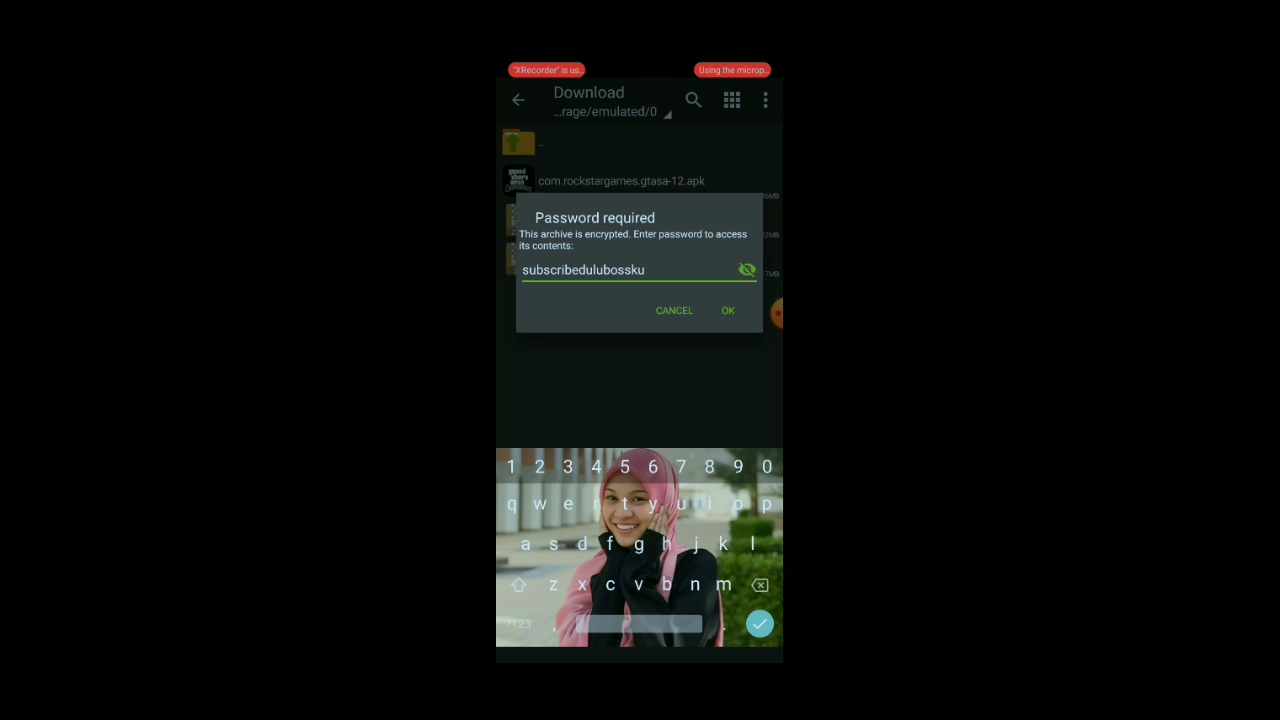 "XRecorder" is us...
Using the microp...
Download
...rage/emulated/0
..
com.rockstargames.gtasa-12.apk
Password required
This archive is encrypted. Enter password to access
its contents:
subscribedulubossku
CANCEL OK
1 2 3 4 5 6 7 8 9 0
q w e r t y u i o p
a s d f g h j k l
z x c v b n m
?123 , .